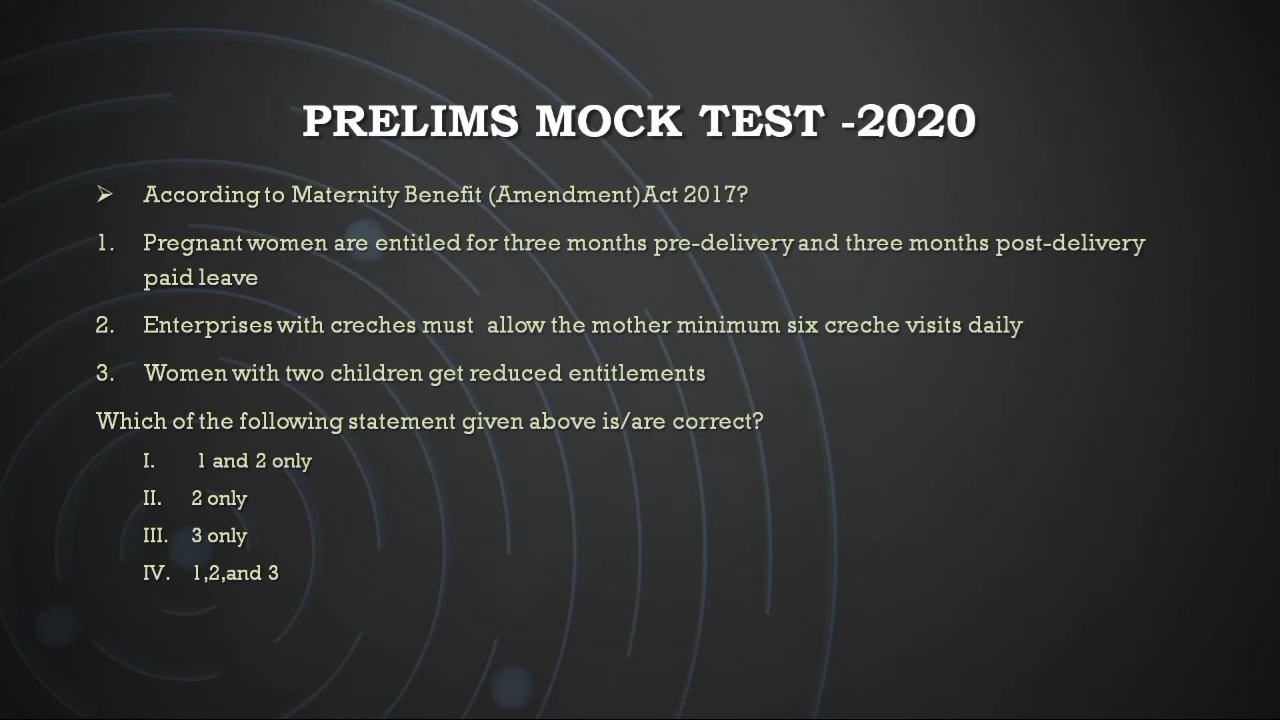 PRELIMS MOCK TEST -2020
➢ According to Maternity Benefit (Amendment)Act 2017?
1. Pregnant women are entitled for three months pre-delivery and three months post-delivery
paid leave
2. Enterprises with creches must allow the mother minimum six creche visits daily
3. Women with two children get reduced entitlements
Which of the following statement given above is/are correct?
I. 1 and 2 only
II. 2 only
III. 3 only
IV. 1,2,and 3